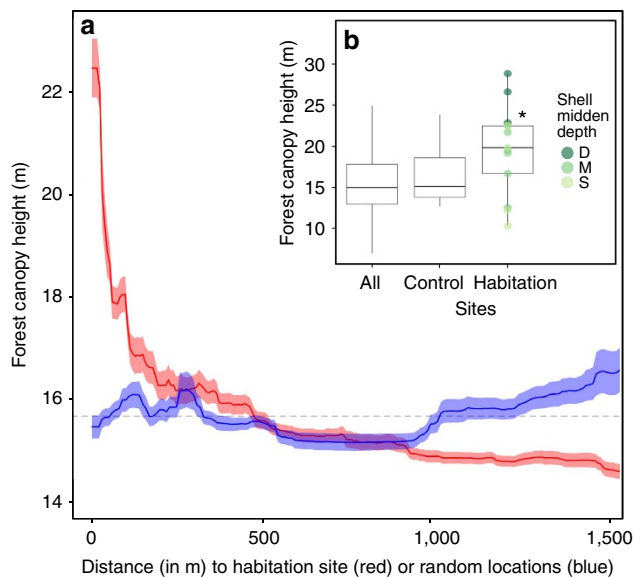 a
Forest canopy height (m)
22
20
18
16
14
0
500
1,000
1,500
Distance (in m) to habitation site (red) or random locations (blue)
b
Forest canopy height (m)
30
25
20
15
10
*
Shell
midden
depth
D
M
S
All Control Habitation
Sites